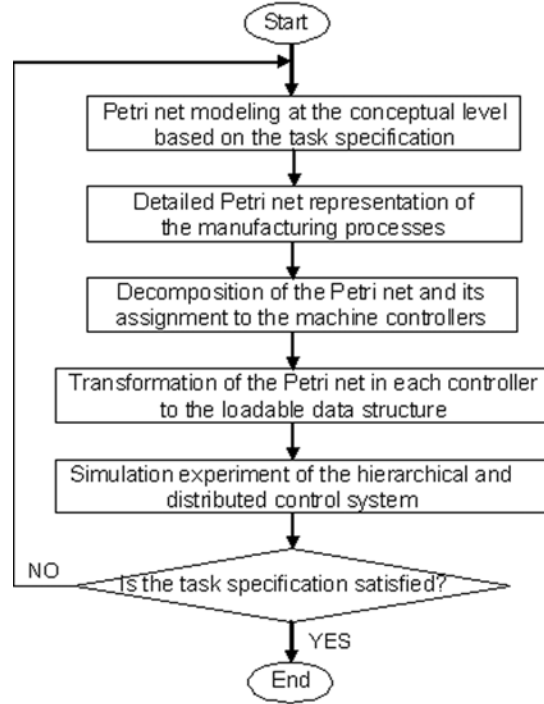 Start
Petri net modeling at the conceptual level
based on the task specification
Detailed Petri net representation of
the manufacturing processes
Decomposition of the Petri net and its
assignment to the machine controllers
Transformation of the Petri net in each controller
to the loadable data structure
Simulation experiment of the hierarchical and
distributed control system
NO
Is the task specification satisfied?
YES
End